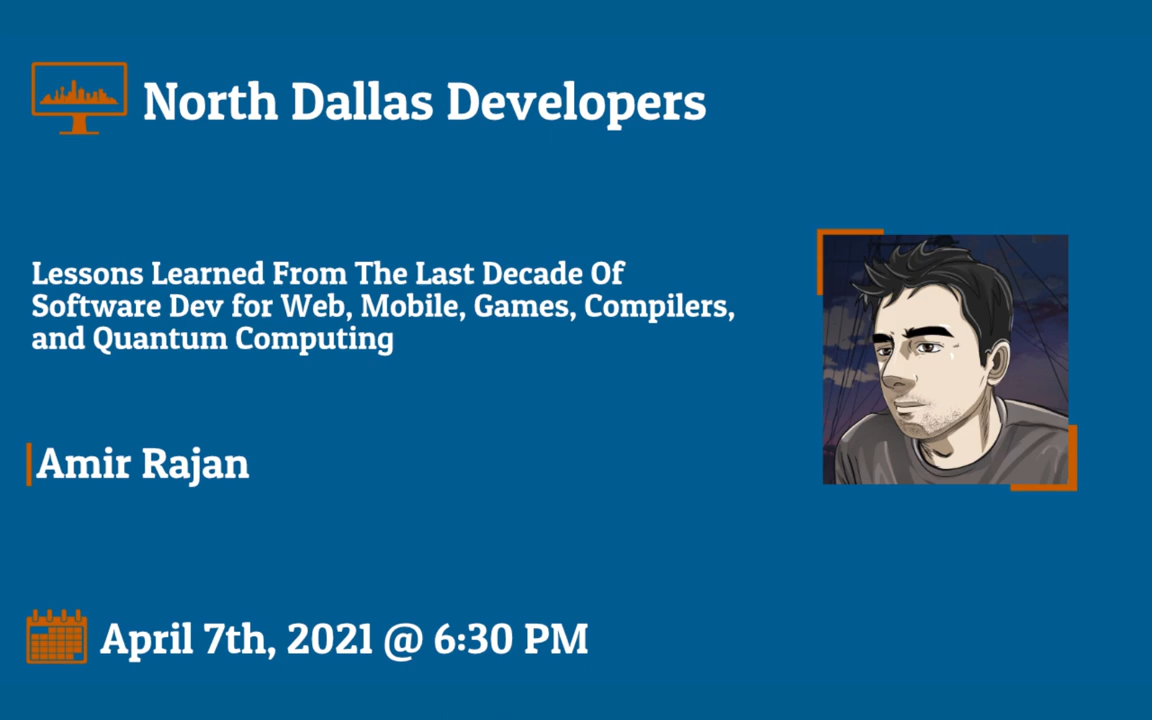 North Dallas Developers
Lessons Learned From The Last Decade Of
Software Dev for Web, Mobile, Games, Compilers,
and Quantum Computing
Amir Rajan
April 7th, 2021 @ 6:30 PM